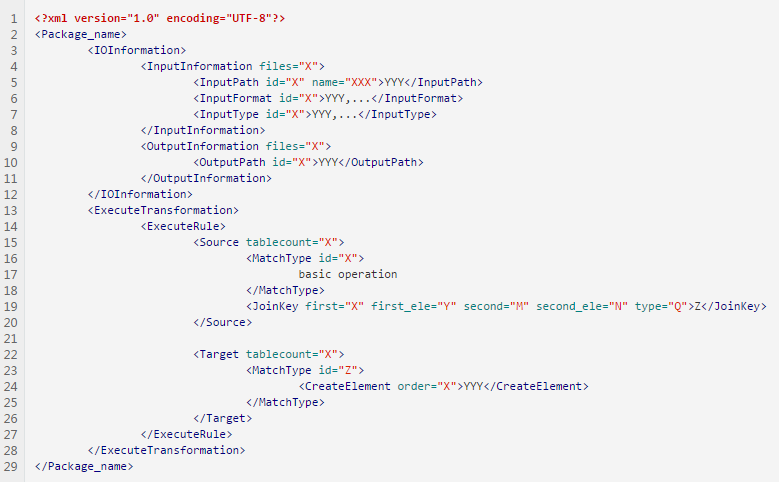 1 <?xml version="1.0" encoding="UTF-8"?>
2 <Package_name>
3 <IOInformation>
4 <InputInformation files="X">
5 <InputPath id="X" name="XXX">YYY</InputPath>
6 <InputFormat id="X">YYY,...</InputFormat>
7 <InputType id="X">YYY,...</InputType>
8 </InputInformation>
9 <OutputInformation files="X">
10 <OutputPath id="X">YYY</OutputPath>
11 </OutputInformation>
12 </IOInformation>
13 <ExecuteTransformation>
14 <ExecuteRule>
15 <Source tablecount="X">
16 <MatchType id="X">
17 basic operation
18 </MatchType>
19 <JoinKey first="X" first_ele="Y" second="M" second_ele="N" type="Q">Z</JoinKey>
20 </Source>
21
22 <Target tablecount="X">
23 <MatchType id="Z">
24 <CreateElement order="X">YYY</CreateElement>
25 </MatchType>
26 </Target>
27 </ExecuteRule>
28 </ExecuteTransformation>
29 </Package_name>